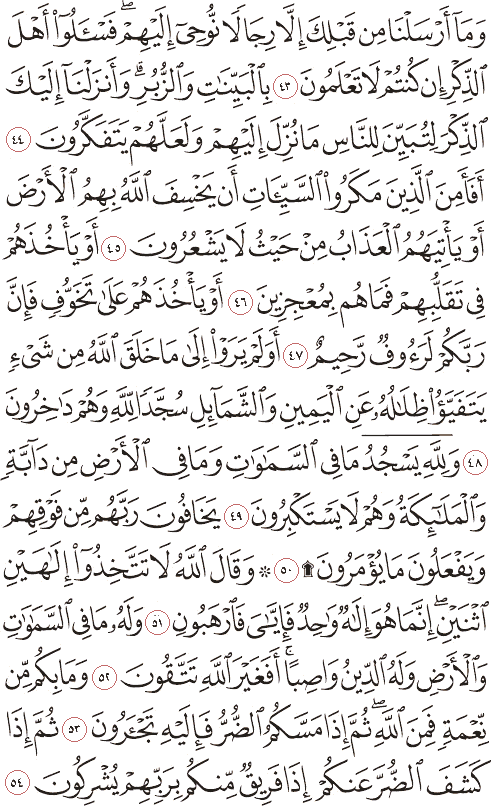 وَمَآ أَرْسَلْنَا مِن قَبْلِكَ إِلَّا رِجَالًا نُّوحِىٓ إِلَيْهِمْ ۖ فَسْـَٔلُوٓا۟ أَهْلَ
ٱلذِّكْرِ إِن كُنتُمْ لَا تَعْلَمُونَ ٤٣ بِٱلْبَيِّنَـٰتِ وَٱلزُّبُرِ ۗ وَأَنزَلْنَآ إِلَيْكَ
ٱلذِّكْرَ لِتُبَيِّنَ لِلنَّاسِ مَا نُزِّلَ إِلَيْهِمْ وَلَعَلَّهُمْ يَتَفَكَّرُونَ ٤٤
أَفَأَمِنَ ٱلَّذِينَ مَكَرُوا۟ ٱلسَّيِّـَٔاتِ أَن يَخْسِفَ ٱللَّهُ بِهِمُ ٱلْأَرْضَ
أَوْ يَأْتِيَهُمُ ٱلْعَذَابُ مِنْ حَيْثُ لَا يَشْعُرُونَ ٤٥ أَوْ يَأْخُذَهُمْ
فِى تَقَلُّبِهِمْ فَمَا هُم بِمُعْجِزِينَ ٤٦ أَوْ يَأْخُذَهُمْ عَلَىٰ تَخَوُّفٍ فَإِنَّ
رَبَّكُمْ لَرَءُوفٌ رَّحِيمٌ ٤٧ أَوَلَمْ يَرَوْا۟ إِلَىٰ مَا خَلَقَ ٱللَّهُ مِن شَىْءٍ
يَتَفَيَّؤُا۟ ظِلَـٰلُهُۥ عَنِ ٱلْيَمِينِ وَٱلشَّمَآئِلِ سُجَّدًا لِّلَّهِ وَهُمْ دَٰخِرُونَ
٤٨ وَلِلَّهِ يَسْجُدُ مَا فِى ٱلسَّمَـٰوَٰتِ وَمَا فِى ٱلْأَرْضِ مِن دَآبَّةٍ
وَٱلْمَلَـٰٓئِكَةُ وَهُمْ لَا يَسْتَكْبِرُونَ ٤٩ يَخَافُونَ رَبَّهُم مِّن فَوْقِهِمْ
وَيَفْعَلُونَ مَا يُؤْمَرُونَ ۩ ٥٠ ۞ وَقَالَ ٱللَّهُ لَا تَتَّخِذُوٓا۟ إِلَـٰهَيْنِ
ٱثْنَيْنِ ۖ إِنَّمَا هُوَ إِلَـٰهٌ وَٰحِدٌ فَإِيَّـٰىَ فَٱرْهَبُونِ ٥١ وَلَهُۥ مَا فِى ٱلسَّمَـٰوَٰتِ
وَٱلْأَرْضِ وَلَهُ ٱلدِّينُ وَاصِبًا ۚ أَفَغَيْرَ ٱللَّهِ تَتَّقُونَ ٥٢ وَمَا بِكُم مِّن
نِّعْمَةٍ فَمِنَ ٱللَّهِ ۖ ثُمَّ إِذَا مَسَّكُمُ ٱلضُّرُّ فَإِلَيْهِ تَجْـَٔرُونَ ٥٣ ثُمَّ إِذَا
كَشَفَ ٱلضُّرَّ عَنكُمْ إِذَا فَرِيقٌ مِّنكُم بِرَبِّهِمْ يُشْرِكُونَ ٥٤